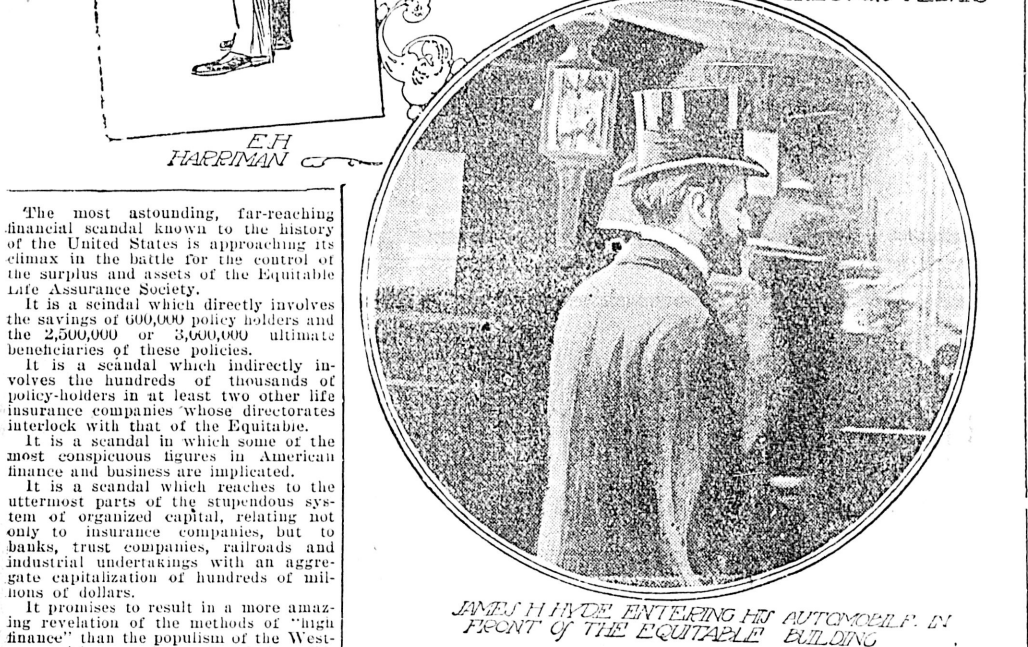 E.H
HARRIMAN
The most astounding, far-reaching
financial scandal known to the history
of the United States is approaching its
climax in the battle for the control of
the surplus and assets of the Equitable
Life Assurance Society.
It is a scindal which directly involves
the savings of 600,000 policy holders and
the 2,500,000 or 3,000,000 ultimate
beneficiaries of these policies.
It is a scandal which indirectly in-
volves the hundreds of thousands of
policy-holders in at least two other life
insurance companies whose directorates
interlock with that of the Equitable.
It is a scandal in which some of the
most conspicuous figures in American
finance and business are implicated.
It is a scandal which reaches to the
uttermost parts of the stupendous sys-
tem of organized capital, relating not
only to insurance companies, but to
banks, trust companies, railroads and
industrial undertakings with an aggre-
gate capitalization of hundreds of mil-
lions of dollars.
It promises to result in a more amaz-
ing revelation of the methods of "high
finance" than the populism of the West-
JAMES H HYDE ENTERING HIS AUTOMOBILE. IN
FRONT Of THE EQUITABLE BUILDING